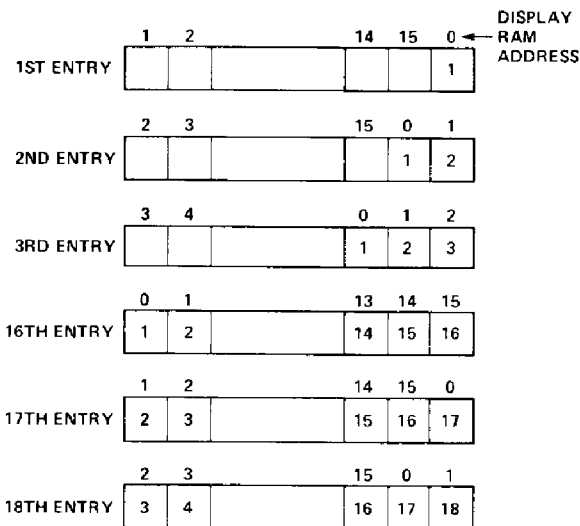 DISPLAY
1 2 14 15 0 RAM
ADDRESS
1ST ENTRY 1
2 3 15 0 1
2ND ENTRY 1 2
3 4 0 1 2
3RD ENTRY 1 2 3
0 1 13 14 15
16TH ENTRY 1 2 14 15 16
1 2 14 15 0
17TH ENTRY 2 3 15 16 17
2 3 15 0 1
18TH ENTRY 3 4 16 17 18